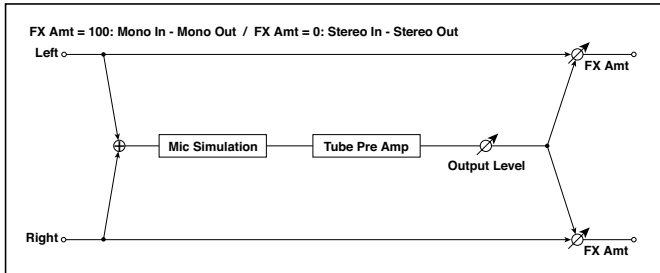 FX Amt = 100: Mono In - Mono Out / FX Amt = 0: Stereo In - Stereo Out
Left
FX Amt
Mic Simulation
Tube Pre Amp
Output Level
Right
FX Amt